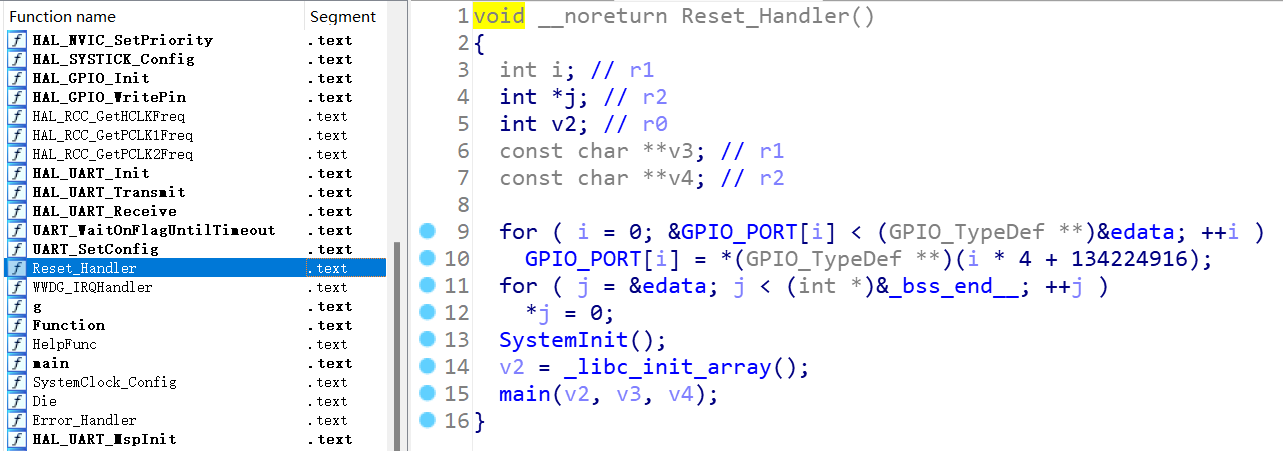 Function name Segment
HAL_NVIC_SetPriority .text
HAL_SYSTICK_Config .text
HAL_GPIO_Init .text
HAL_GPIO_WritePin .text
HAL_RCC_GetHCLKFreq .text
HAL_RCC_GetPCLK1Freq .text
HAL_RCC_GetPCLK2Freq .text
HAL_UART_Init .text
HAL_UART_Transmit .text
HAL_UART_Receive .text
UART_WaitOnFlagUntilTimeout .text
UART_SetConfig .text
Reset_Handler .text
WWDG_IRQHandler .text
g .text
Function .text
HelpFunc .text
main .text
SystemClock_Config .text
Die .text
Error_Handler .text
HAL_UART_MspInit .text
1 void __noreturn Reset_Handler()
2 {
3 int i; // r1
4 int *j; // r2
5 int v2; // r0
6 const char **v3; // r1
7 const char **v4; // r2
8
9 for ( i = 0; &GPIO_PORT[i] < (GPIO_TypeDef **)&edata; ++i )
10 GPIO_PORT[i] = *(GPIO_TypeDef **)(i * 4 + 134224916);
11 for ( j = &edata; j < (int *)&_bss_end__; ++j )
12 *j = 0;
13 SystemInit();
14 v2 = _libc_init_array();
15 main(v2, v3, v4);
16 }